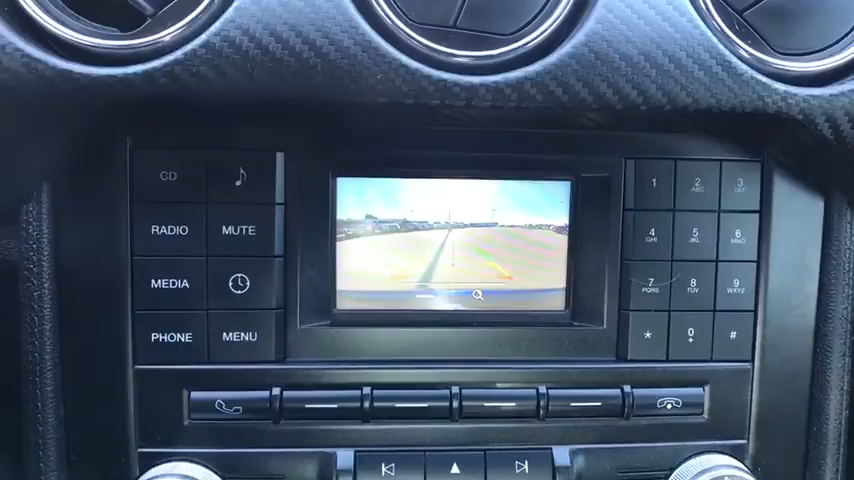 CD
RADIO MUTE
MEDIA
PHONE MENU
1 2 ABC 3 DEF
4 GHI 5 JKL 6 MNO
7 PQRS 8 TUV 9 WXYZ
* 0 + #